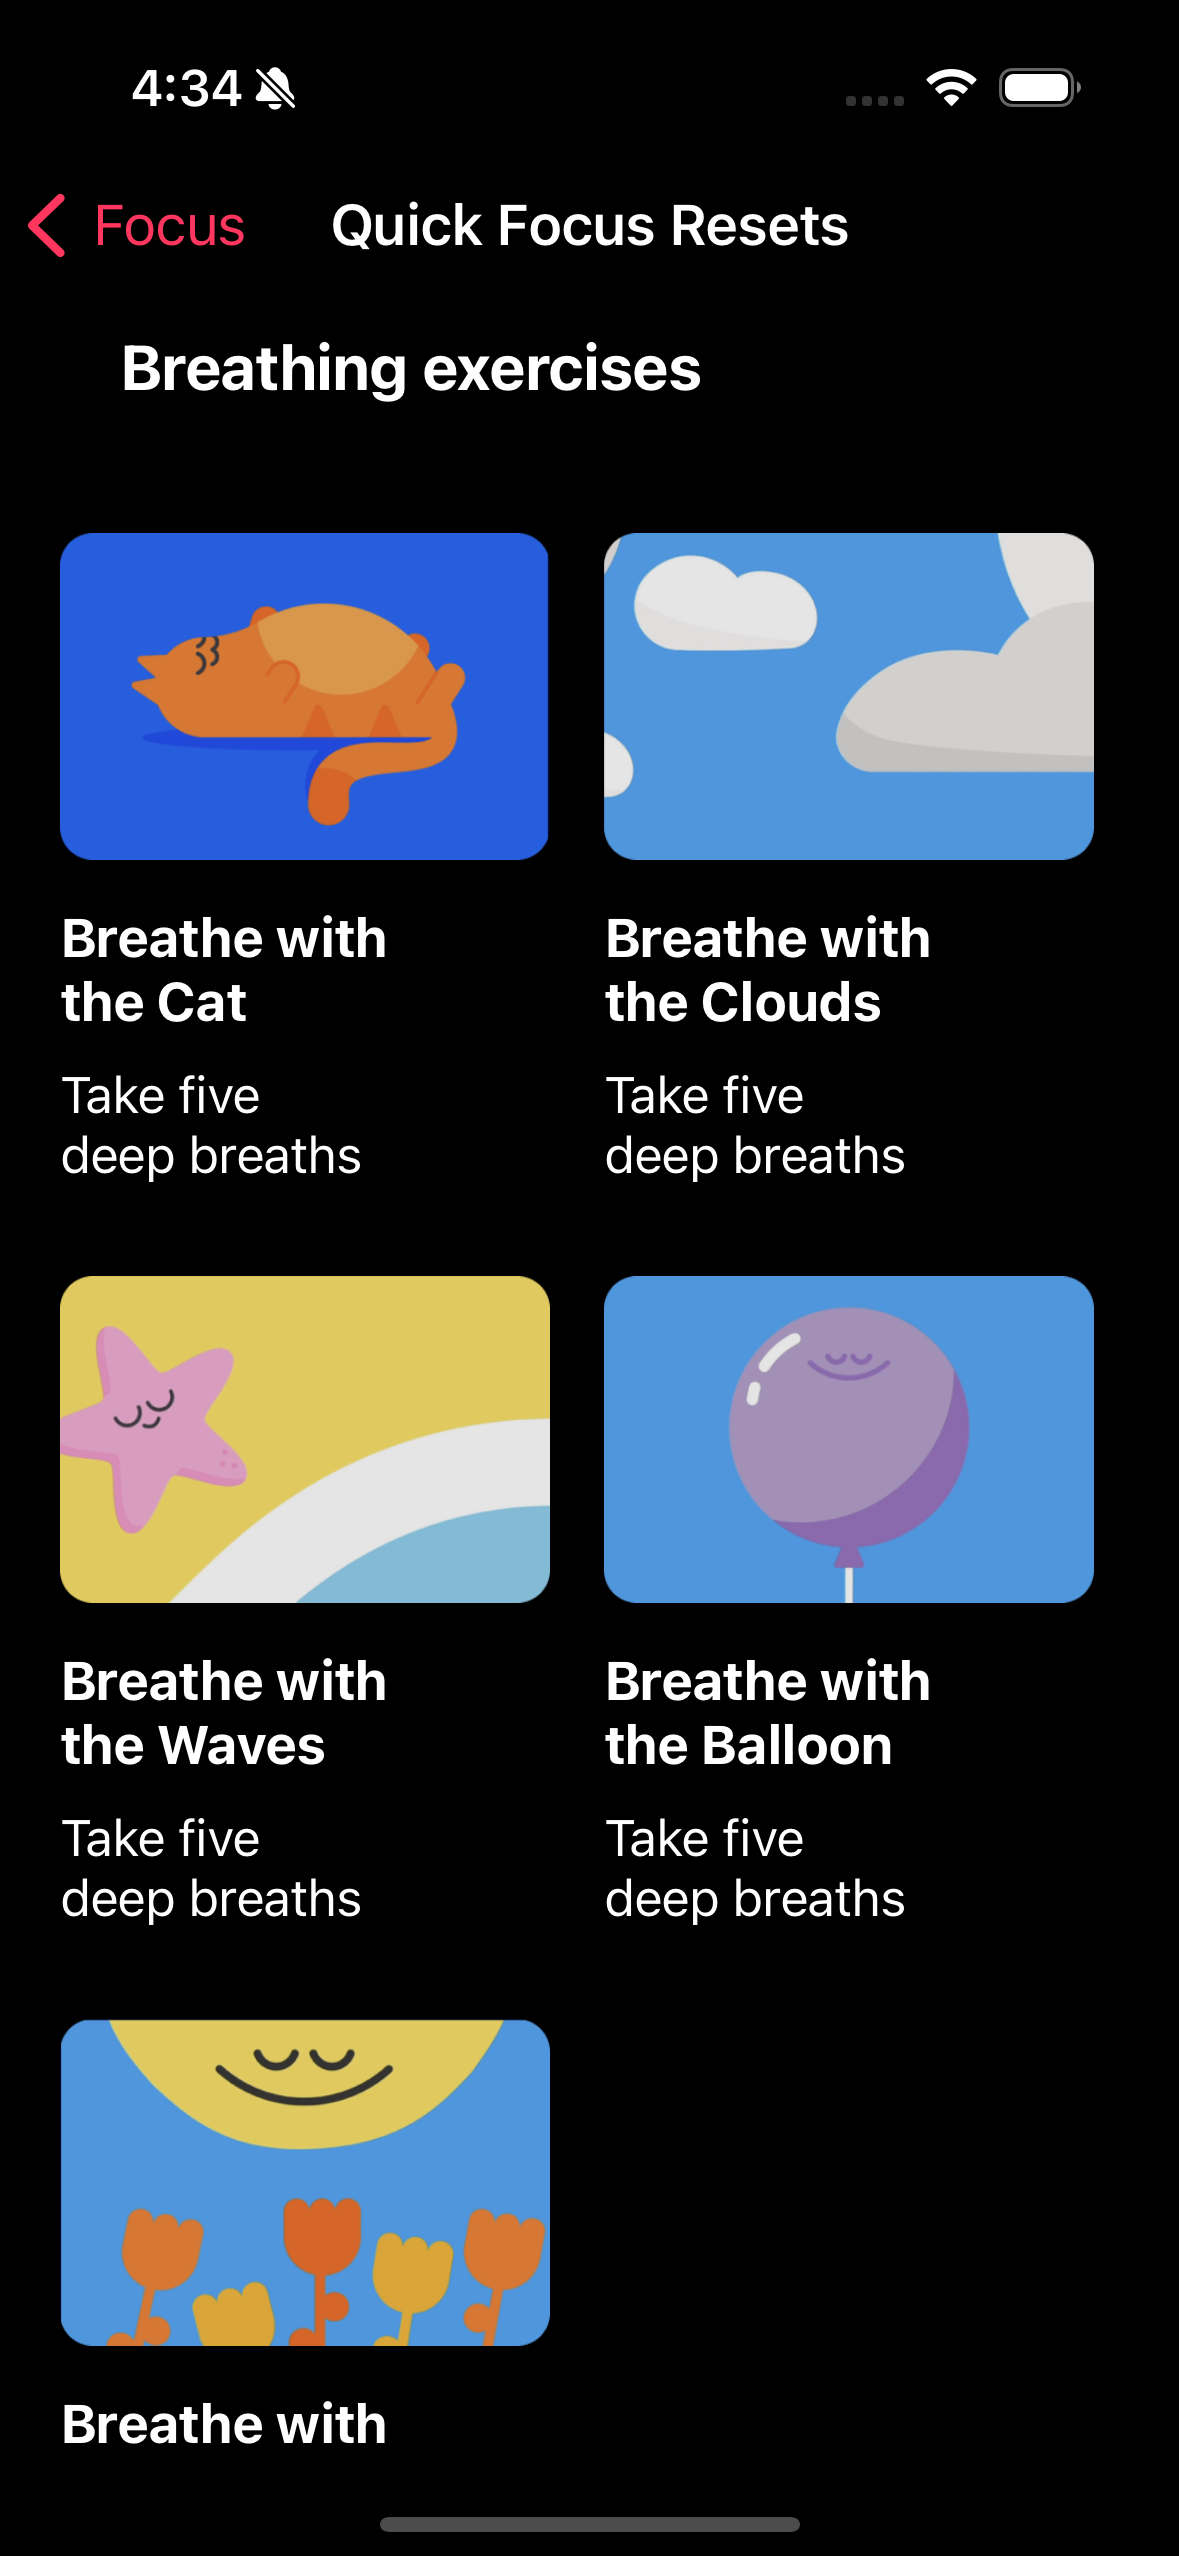 4:34
Focus
Quick Focus Resets
Breathing exercises
Breathe with
the Cat
Take five
deep breaths
Breathe with
the Clouds
Take five
deep breaths
Breathe with
the Waves
Take five
deep breaths
Breathe with
the Balloon
Take five
deep breaths
Breathe with